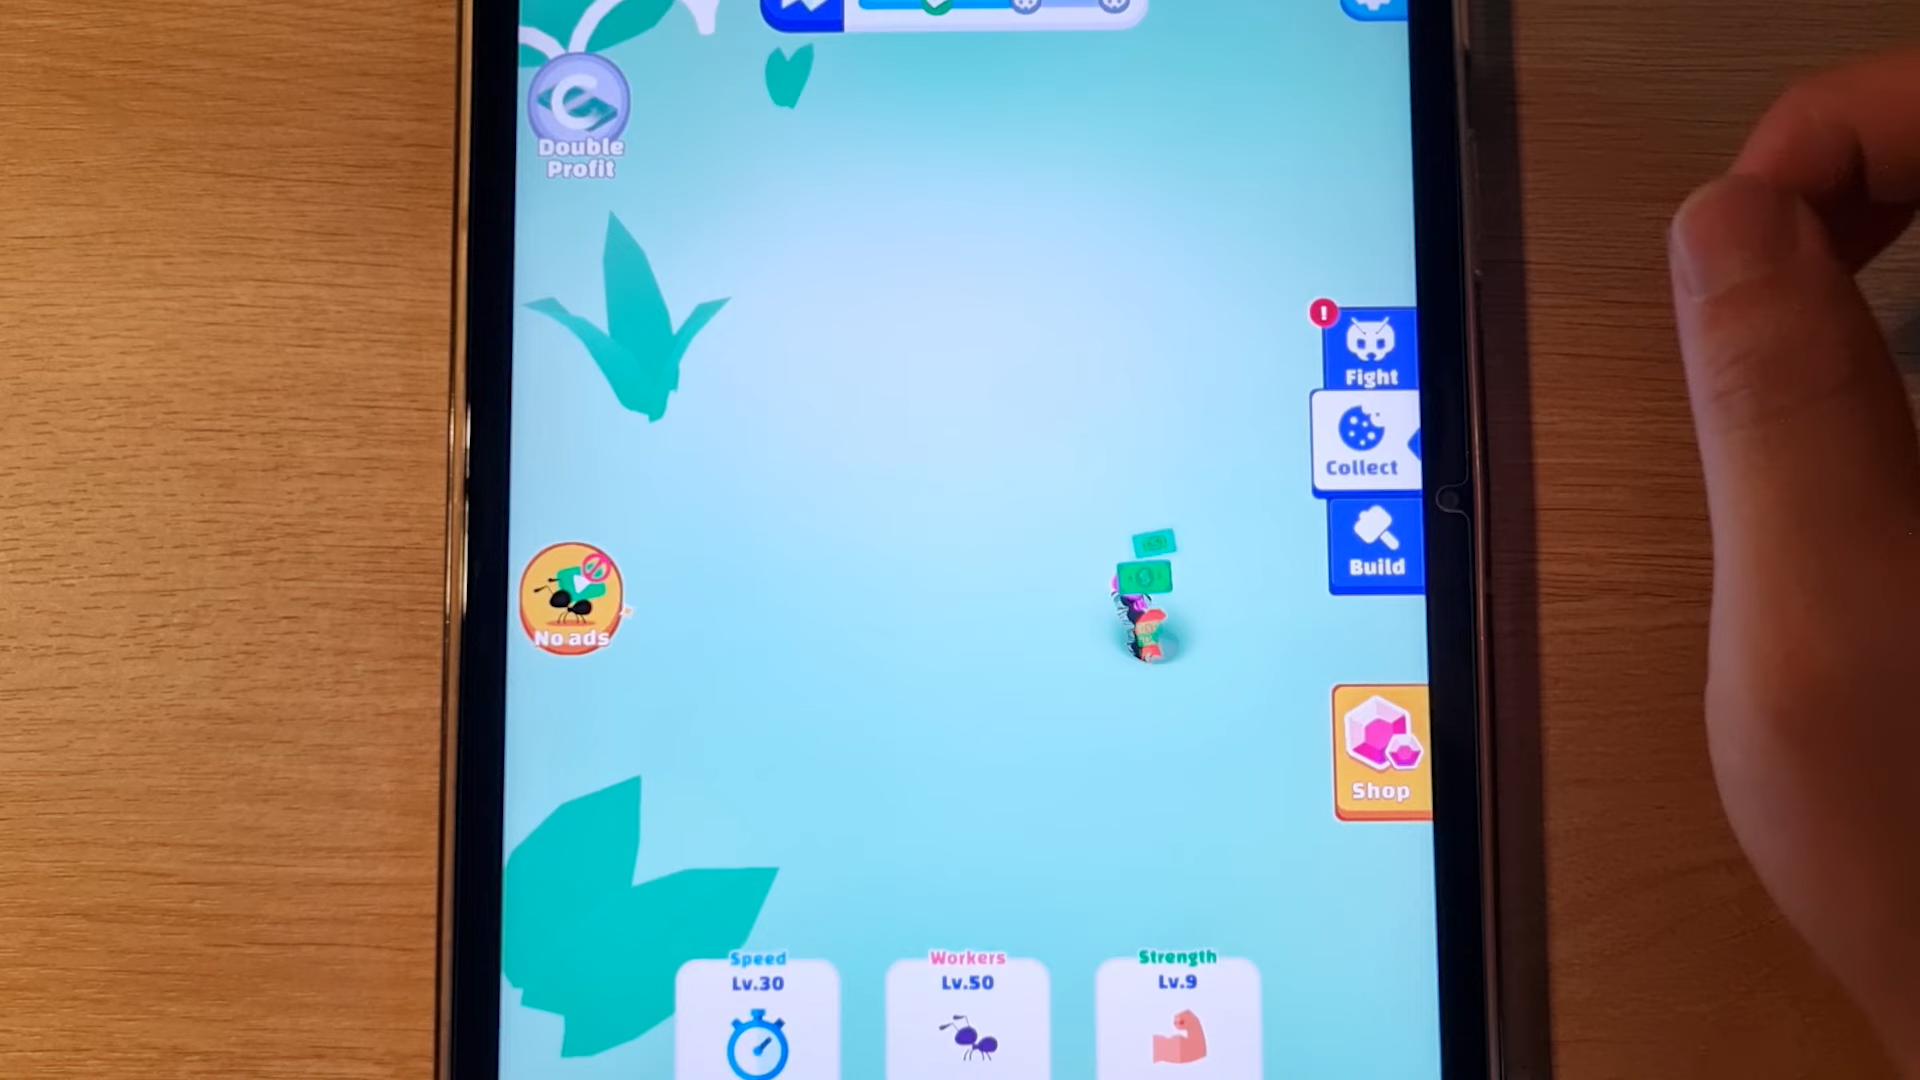 Double
Profit
!
Fight
Collect
Build
No ads
Shop
Speed
Lv.30
Workers
Lv.50
Strength
Lv.9